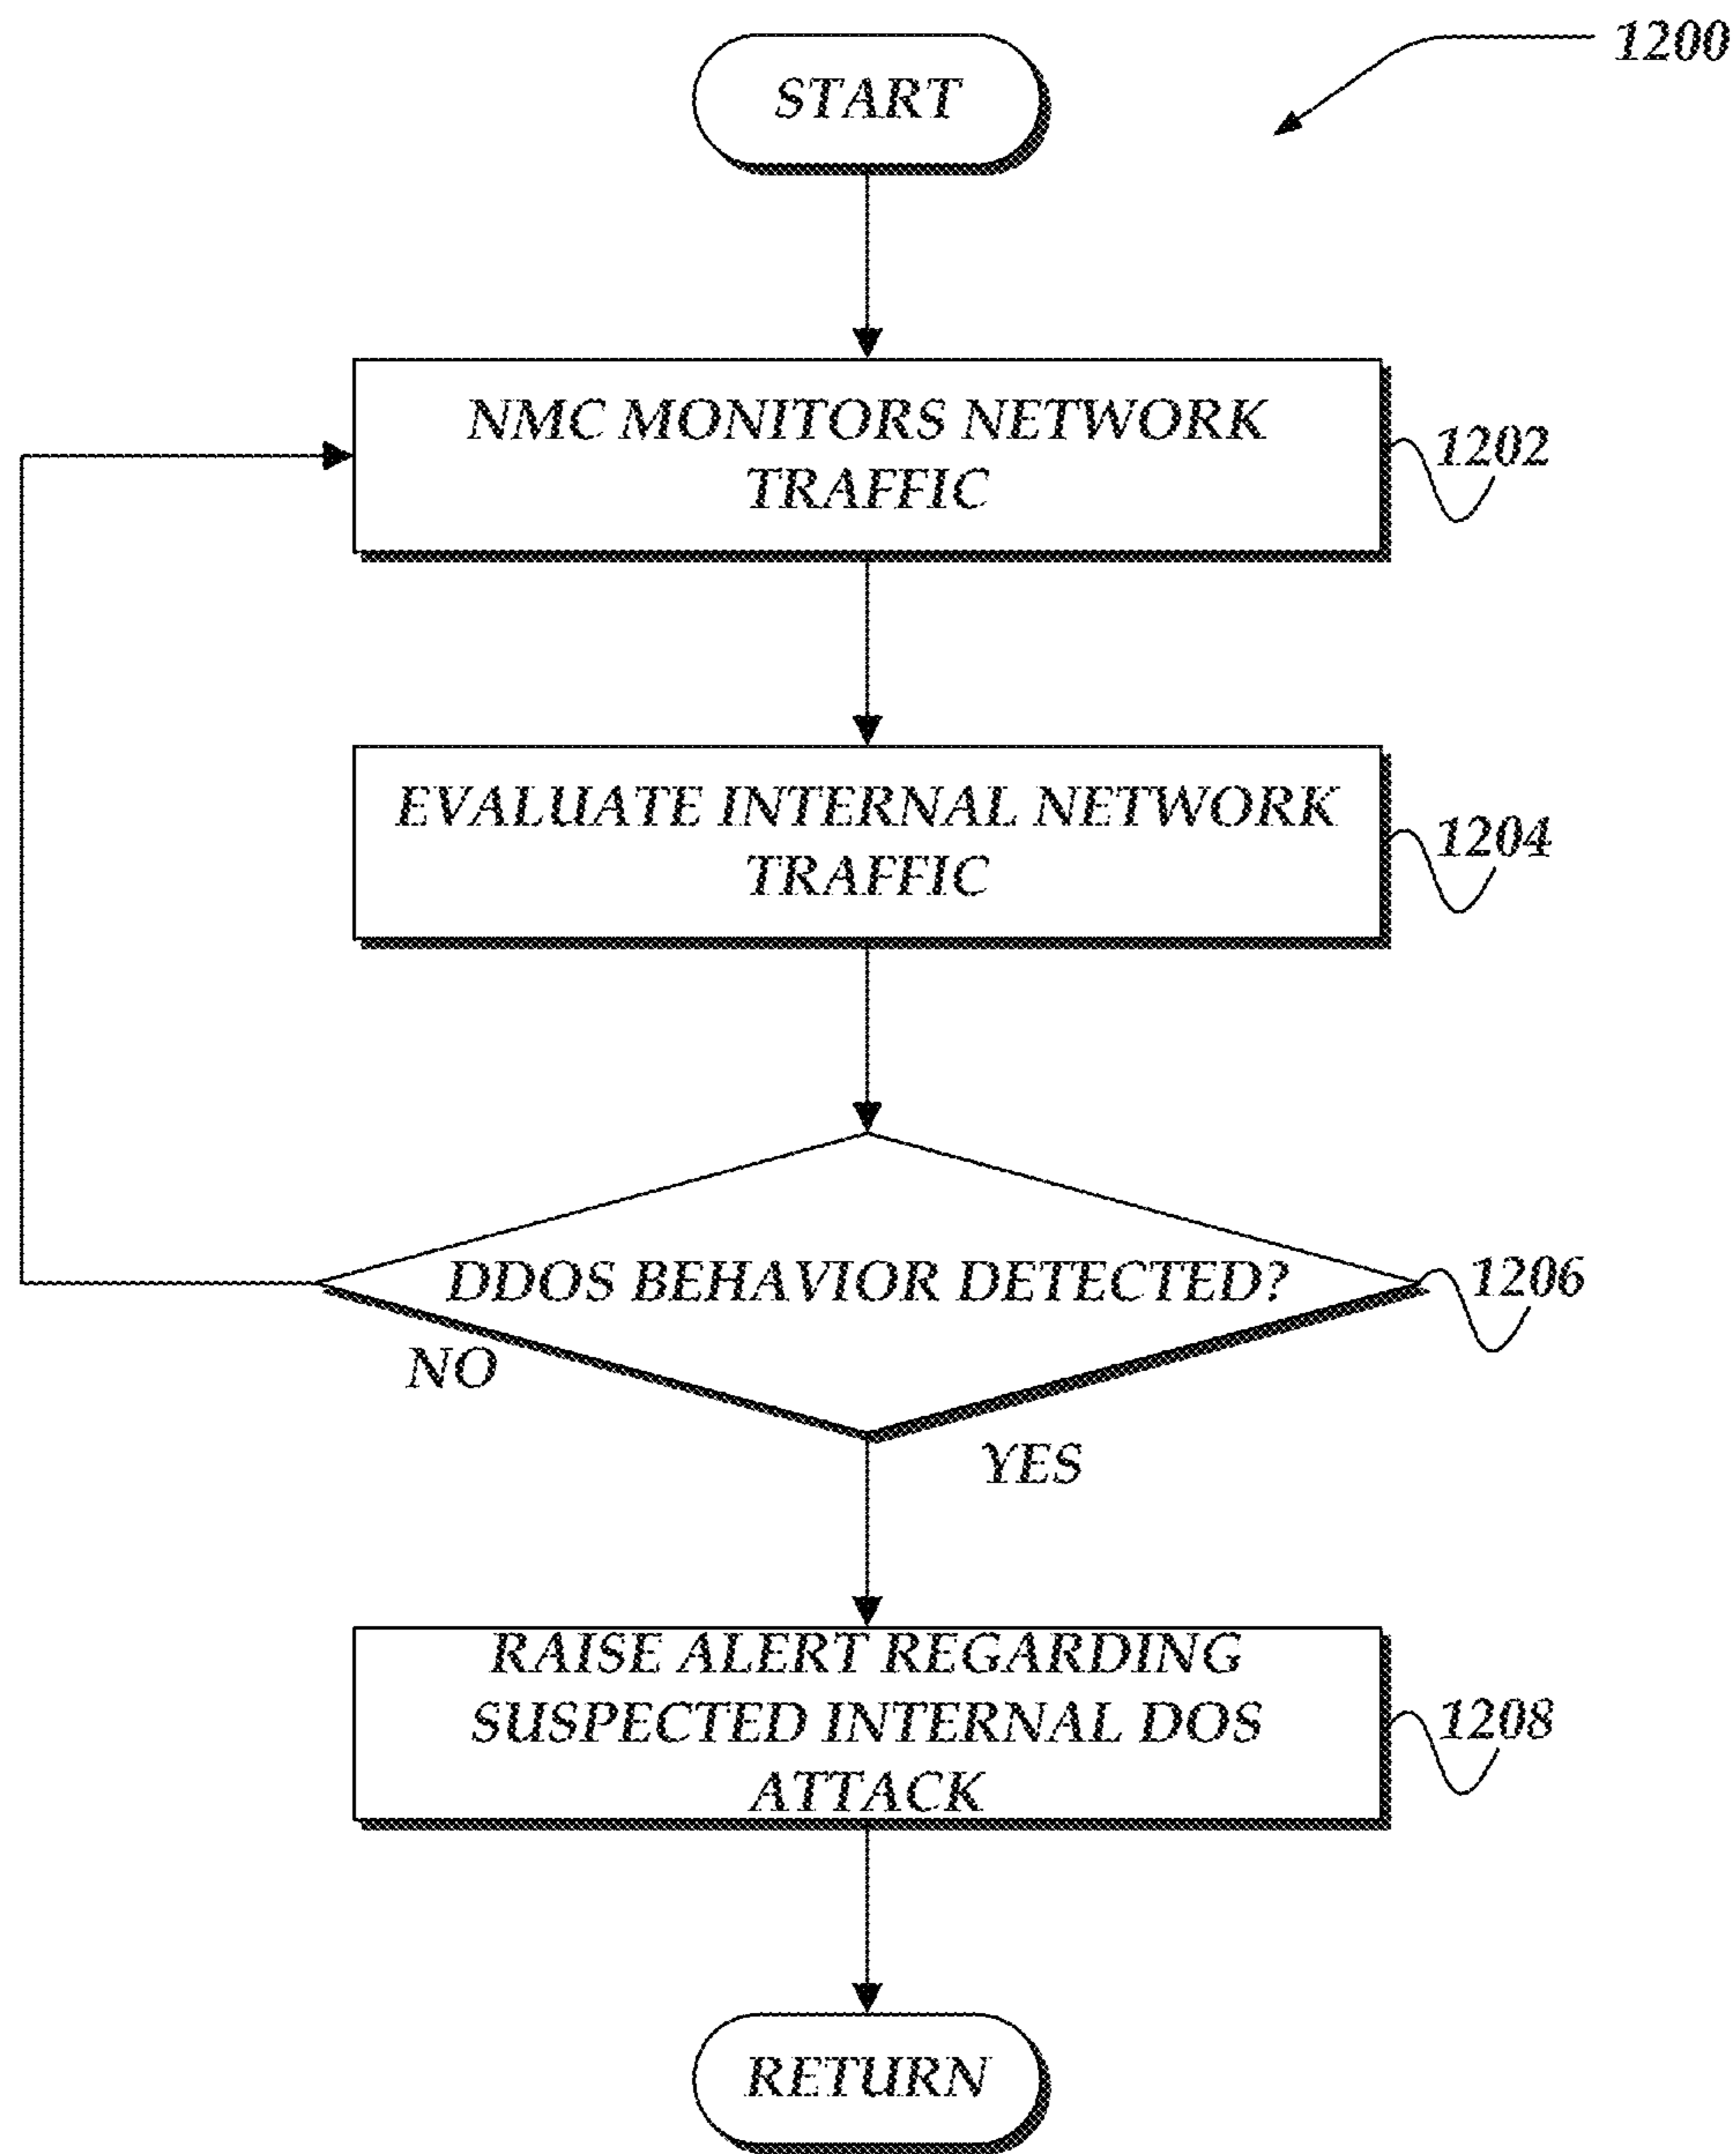 1200
START
NMC MONITORS NETWORK
TRAFFIC
1202
EVALUATE INTERNAL NETWORK
TRAFFIC
1204
DDOS BEHAVIOR DETECTED?
1206
NO
YES
RAISE ALERT REGARDING
SUSPECTED INTERNAL DOS
ATTACK
1208
RETURN